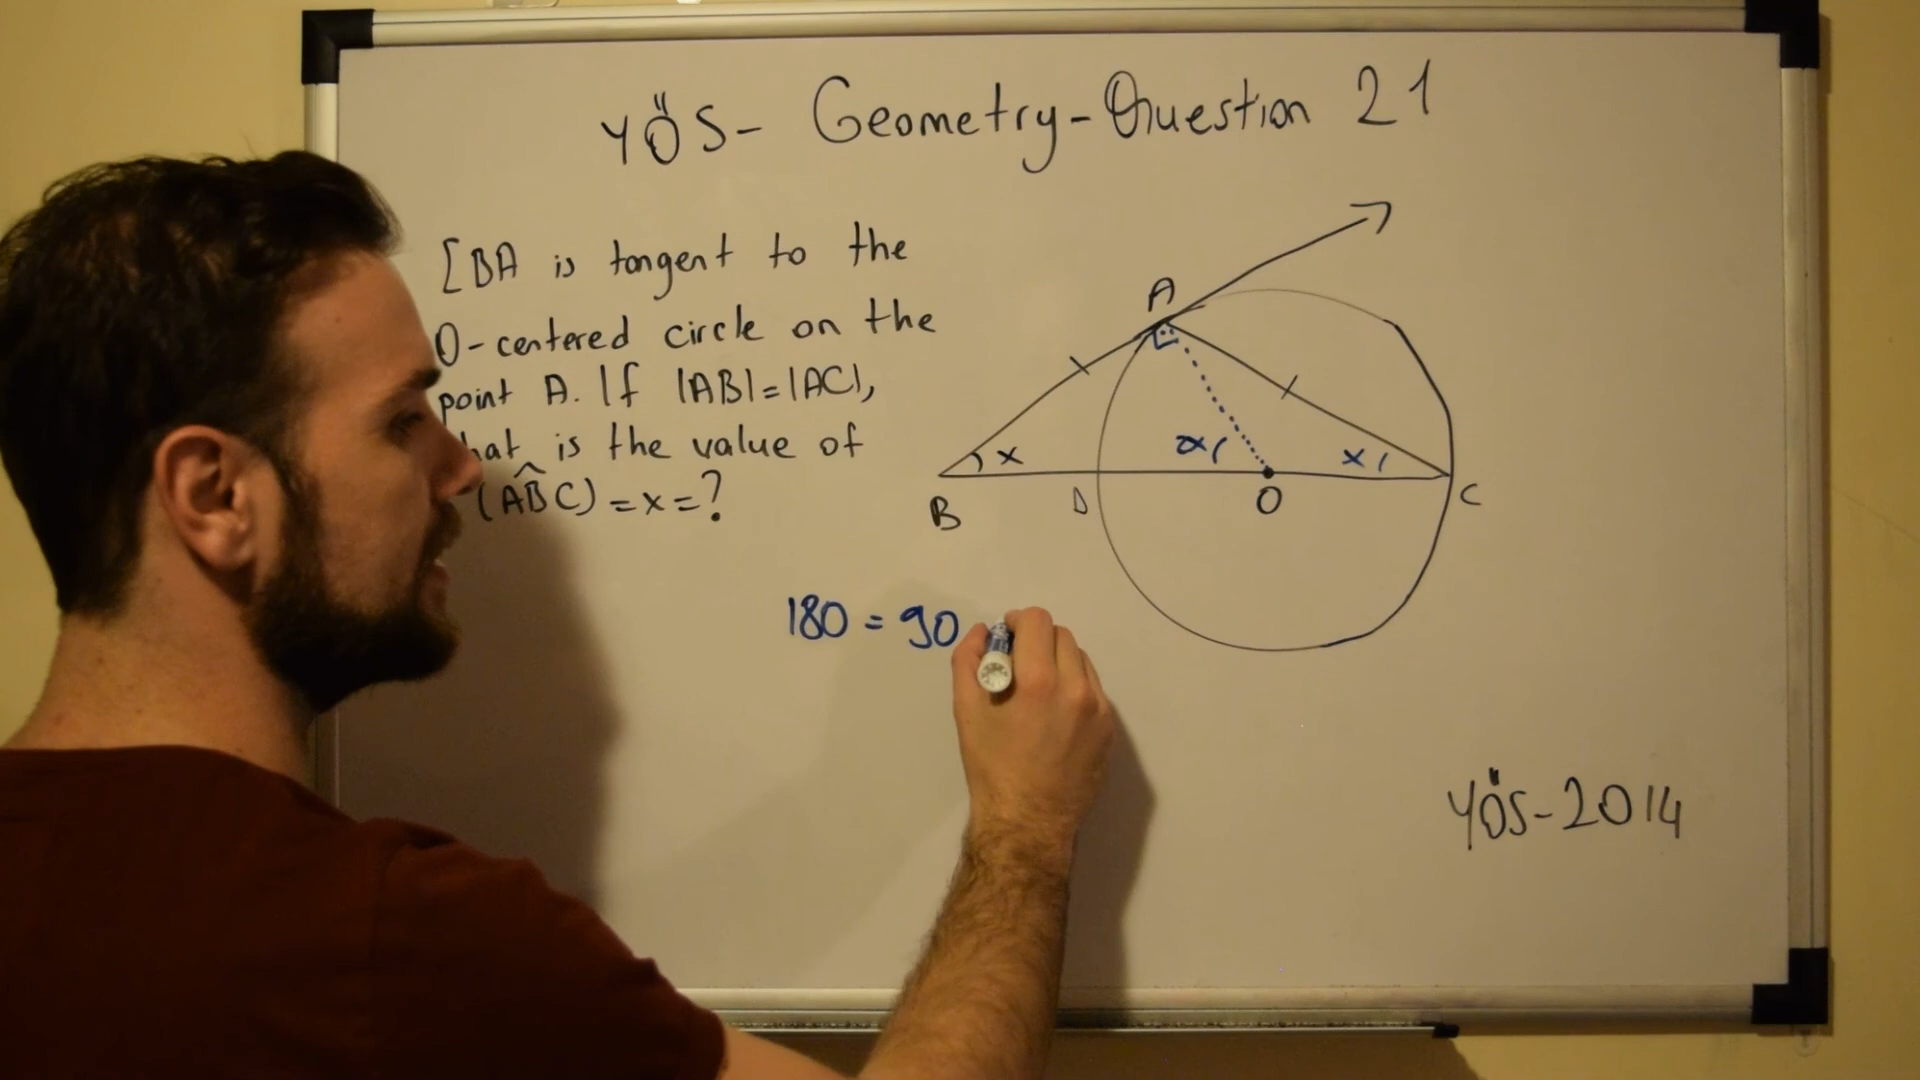 YÖS- Geometry-Question 21
[BA is tangent to the
O-centered circle on the
point A. If |AB|=|AC|,
is the value of
(ABC) = x = ?
A
x
αı
x
B
D
O
C
180 = 90
YÖS-2014